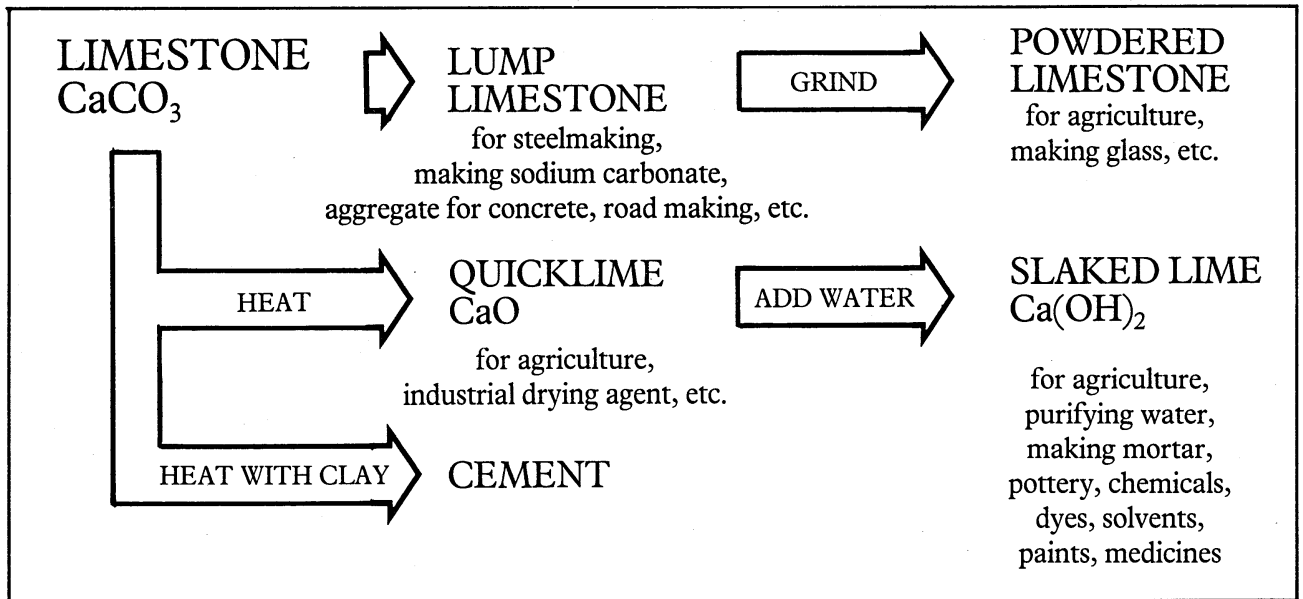 LIMESTONE
CaCO₃
LUMP
LIMESTONE
for steelmaking,
making sodium carbonate,
aggregate for concrete, road making, etc.
GRIND
POWDERED
LIMESTONE
for agriculture,
making glass, etc.
HEAT
QUICKLIME
CaO
for agriculture,
industrial drying agent, etc.
ADD WATER
SLAKED LIME
Ca(OH)₂
for agriculture,
purifying water,
making mortar,
pottery, chemicals,
dyes, solvents,
paints, medicines
HEAT WITH CLAY
CEMENT